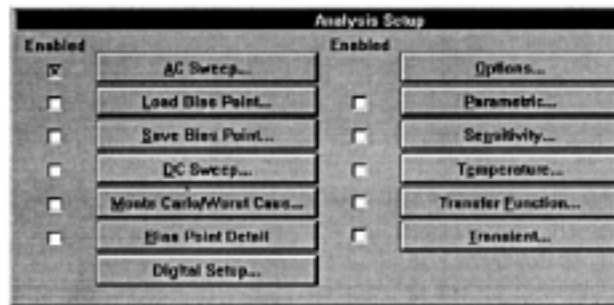 Analysis Setup
Enabled
Enabled
AC Sweep...
Options...
Load Bias Point...
Parametric...
Save Bias Point...
Sensitivity...
DC Sweep...
Temperature...
Monte Carlo/Worst Case...
Transfer Function...
Bias Point Detail
Transient...
Digital Setup...